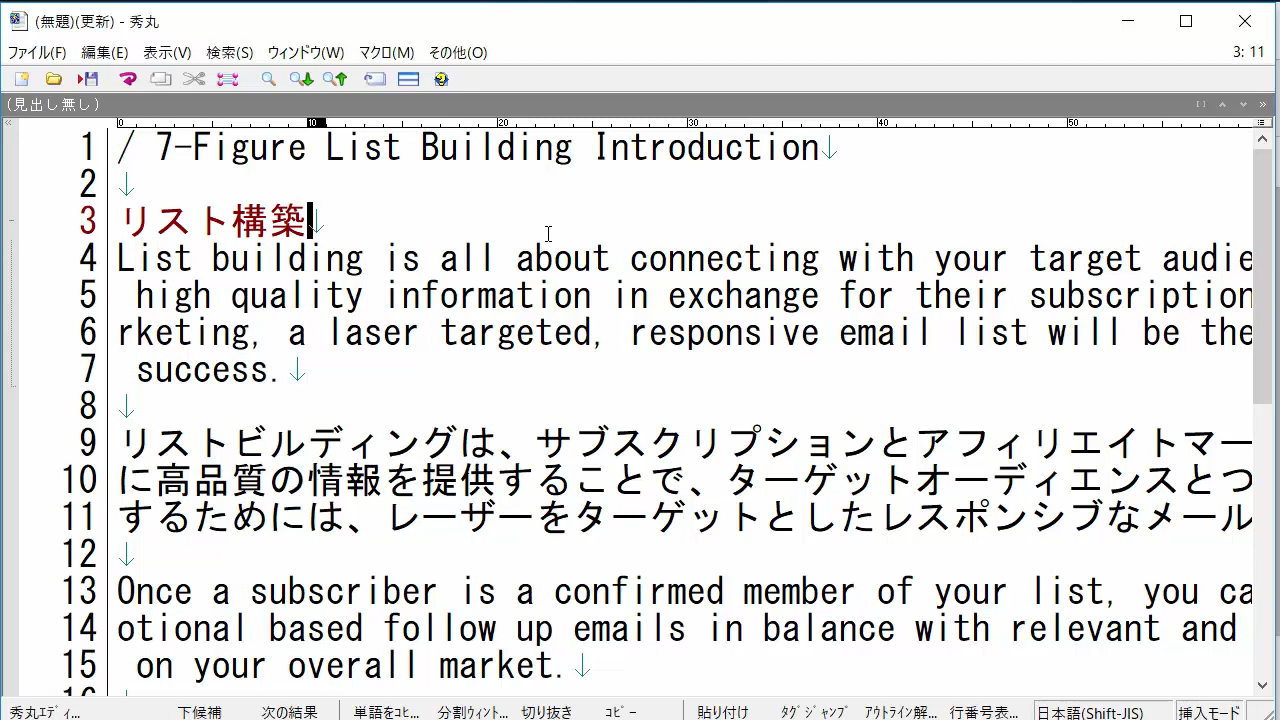 (無題)(更新) - 秀丸
ファイル(F) 編集(E) 表示(V) 検索(S) ウィンドウ(W) マクロ(M) その他(O) 3: 11
(見出し無し)
0 10 20 30 40 50
1 / 7-Figure List Building Introduction↓
2 ↓
3 リスト構築↓
4 List building is all about connecting with your target audie
5 high quality information in exchange for their subscription
6 rketing, a laser targeted, responsive email list will be the
7 success.↓
8 ↓
9 リストビルディングは、サブスクリプションとアフィリエイトマー
10 に高品質の情報を提供することで、ターゲットオーディエンスとつ
11 するためには、レーザーをターゲットとしたレスポンシブなメール
12 ↓
13 Once a subscriber is a confirmed member of your list, you ca
14 otional based follow up emails in balance with relevant and
15 on your overall market.↓
16
秀丸エディ... 下候補 次の結果 単語をコピ... 分割ウィント... 切り抜き コピー 貼り付け タグジャンプ アウトライン解... 行番号表... 日本語(Shift-JIS) 挿入モード